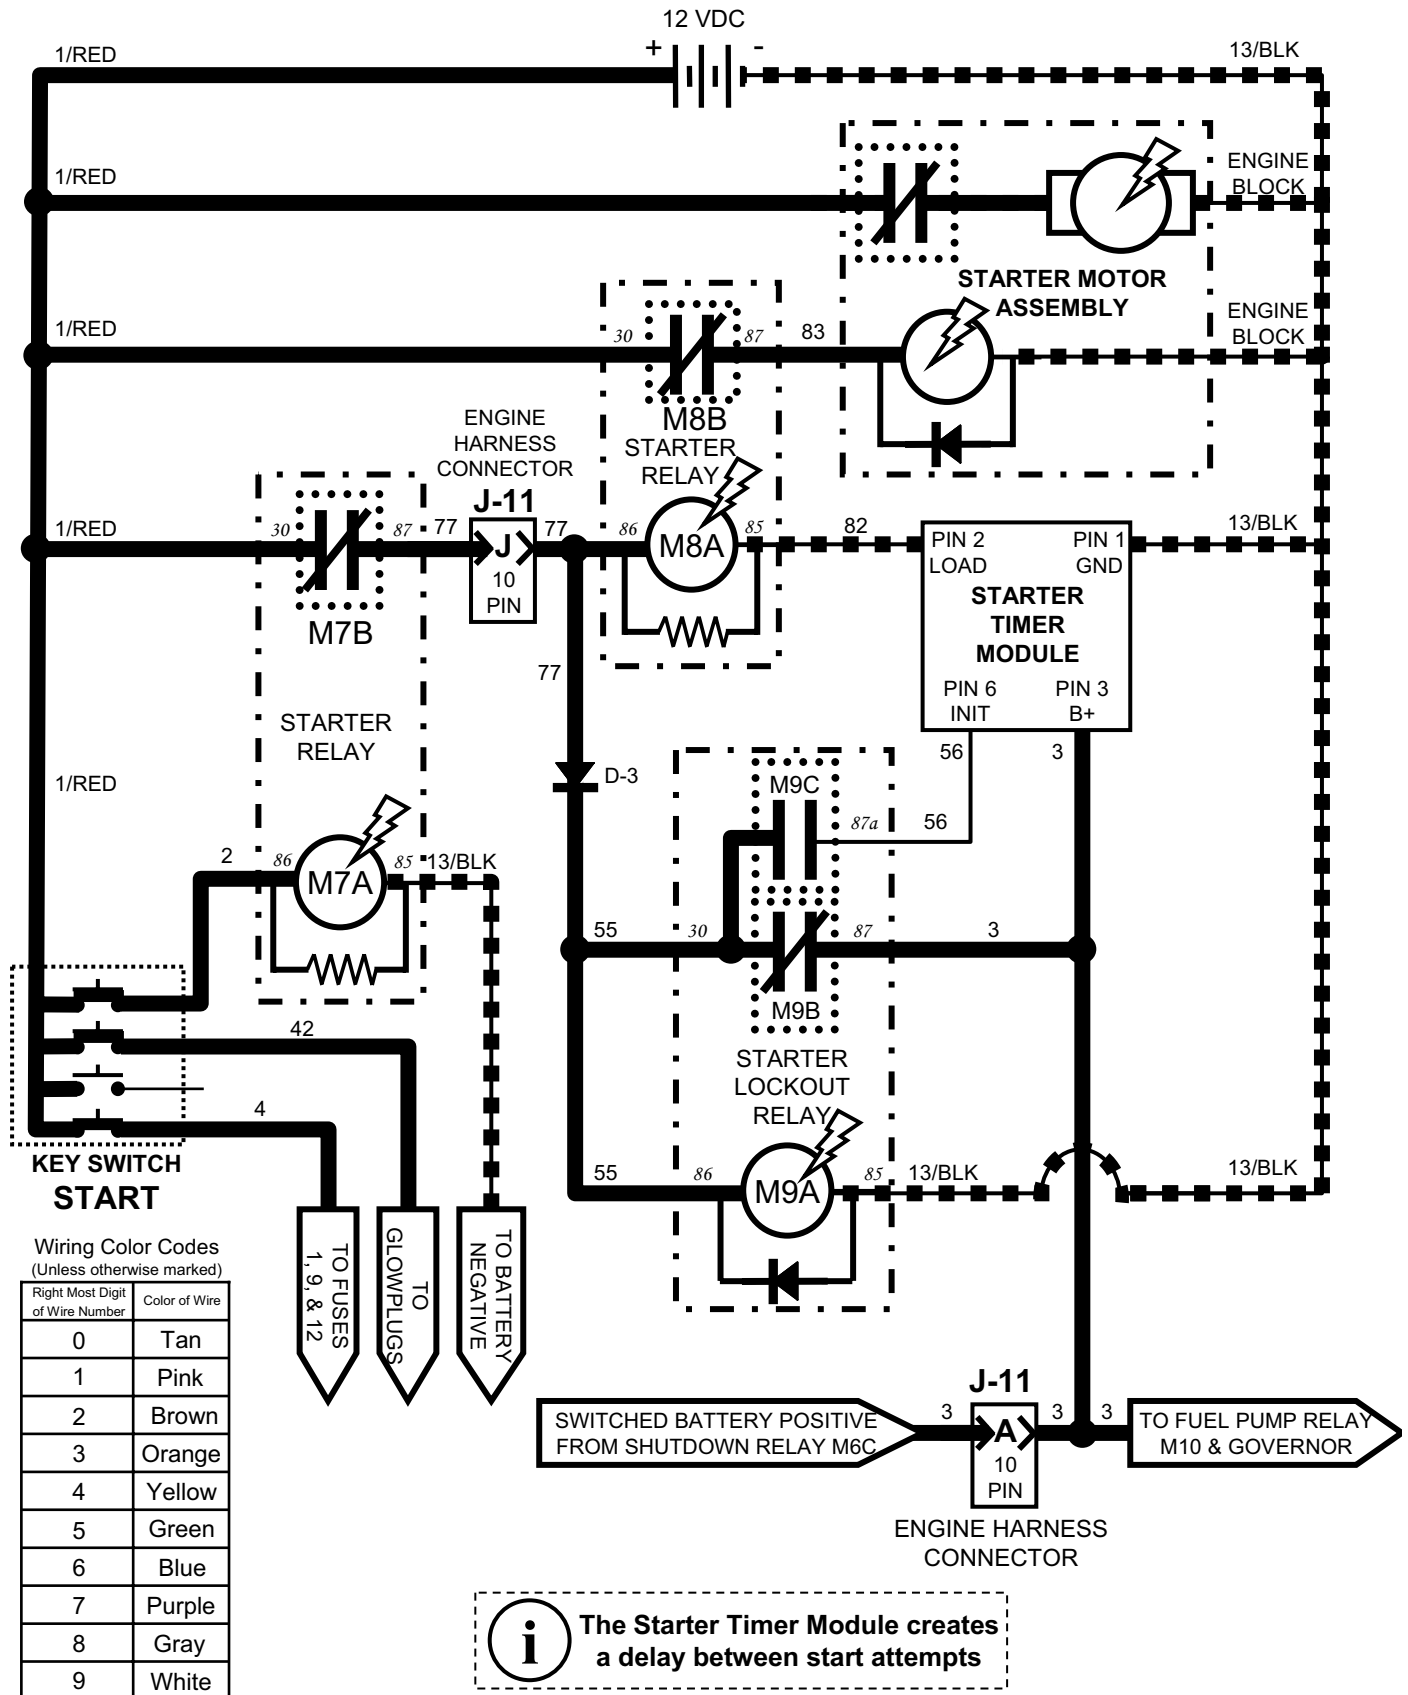 12 VDC
+
-
1/RED
13/BLK
1/RED
ENGINE
BLOCK
STARTER MOTOR
ASSEMBLY
1/RED
30
87
83
ENGINE
BLOCK
M8B
STARTER
RELAY
ENGINE
HARNESS
CONNECTOR
J-11
1/RED
30
87
77
J
10
PIN
77
86
M8A
85
82
PIN 2
LOAD
PIN 1
GND
13/BLK
STARTER
TIMER
MODULE
PIN 6
INIT
PIN 3
B+
M7B
77
56
3
STARTER
RELAY
1/RED
D-3
M9C
87a
56
2
86
M7A
85
13/BLK
55
30
87
3
M9B
42
STARTER
LOCKOUT
RELAY
4
KEY SWITCH
START
55
86
M9A
85
13/BLK
13/BLK
TO FUSES
1, 9, & 12
TO
GLOWPLUGS
TO BATTERY
NEGATIVE
Wiring Color Codes
(Unless otherwise marked)
Right Most Digit
of Wire Number
Color of Wire
0 Tan
1 Pink
2 Brown
3 Orange
4 Yellow
5 Green
6 Blue
7 Purple
8 Gray
9 White
J-11
SWITCHED BATTERY POSITIVE
FROM SHUTDOWN RELAY M6C
3
A
10
PIN
3
3
TO FUEL PUMP RELAY
M10 & GOVERNOR
ENGINE HARNESS
CONNECTOR
i
The Starter Timer Module creates
a delay between start attempts